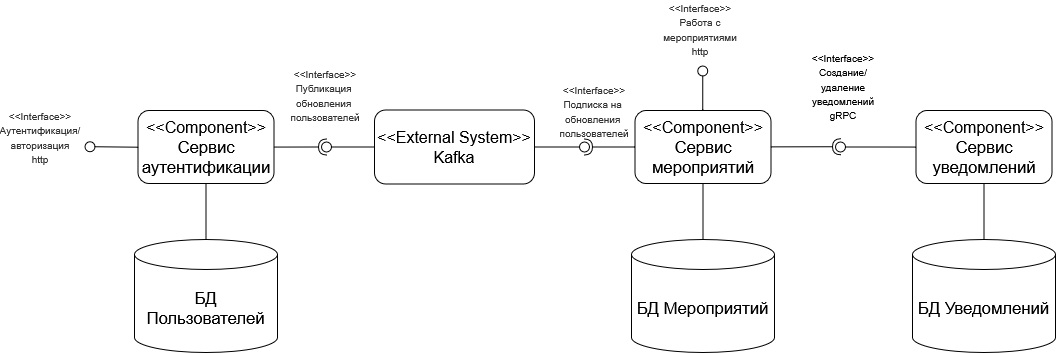 <<Interface>>
Аутентификация/
авторизация
http
<<Component>>
Сервис
аутентификации
БД
Пользователей
<<Interface>>
Публикация
обновления
пользователей
<<External System>>
Kafka
<<Interface>>
Подписка на
обновления
пользователей
<<Interface>>
Работа с
мероприятиями
http
<<Component>>
Сервис
мероприятий
БД Мероприятий
<<Interface>>
Создание/
удаление
уведомлений
gRPC
<<Component>>
Сервис
уведомлений
БД Уведомлений